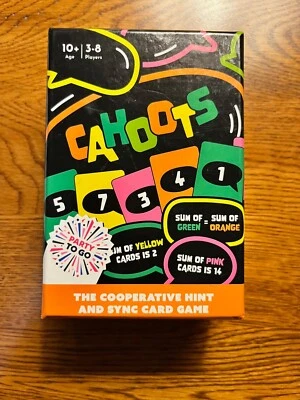 10+ 3-8
Age Players
CAHOOTS
5 7 3 4 1
SUM OF = SUM OF
GREEN ORANGE
PARTY
TO GO
UM OF YELLOW
CARDS IS 2
SUM OF PINK
CARDS IS 14
THE COOPERATIVE HINT
AND SYNC CARD GAME